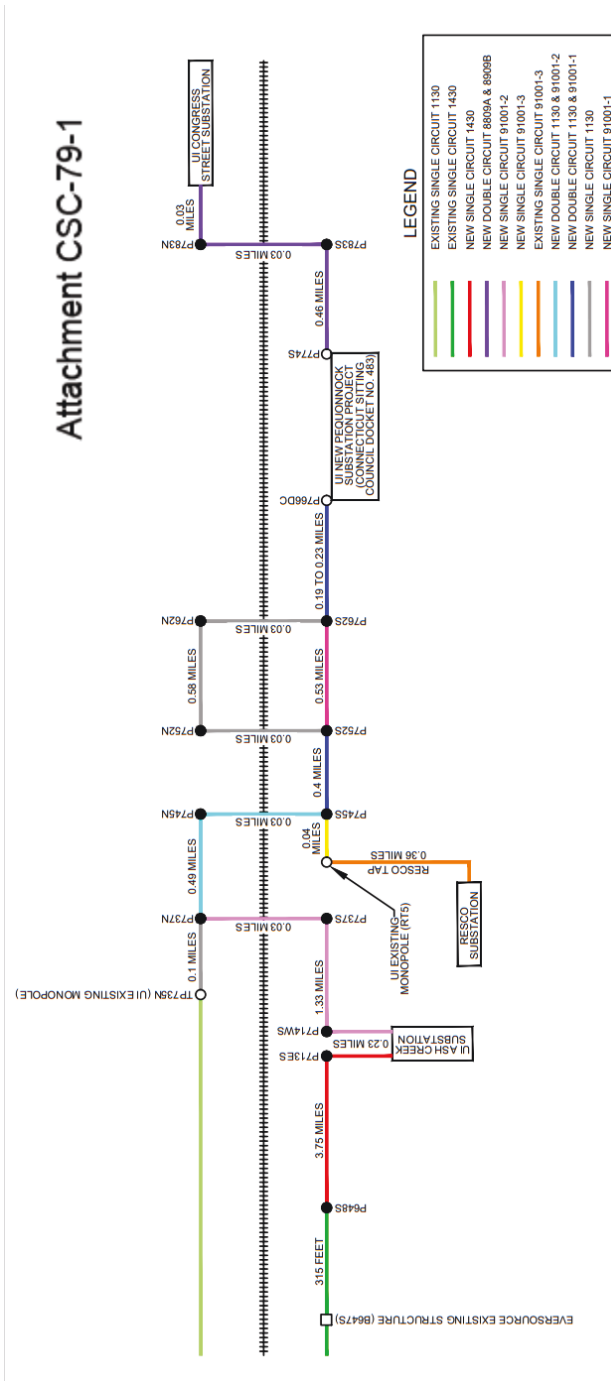 Attachment CSC-79-1
UI CONGRESS
STREET SUBSTATION
0.03
MILES
P783N
0.03 MILES
P783S
0.46 MILES
P774S
UI NEW PEQUONNOCK
SUBSTATION PROJECT
(CONNECTICUT SITTING
COUNCIL DOCKET NO. 483)
P766DC
0.19 TO 0.23 MILES
P762N
0.03 MILES
P762S
0.58 MILES
0.53 MILES
P752N
0.03 MILES
P752S
0.4 MILES
P745N
0.03 MILES
P745S
0.04
MILES
0.49 MILES
RESCO TAP
0.36 MILES
RESCO
SUBSTATION
UI EXISTING
MONOPOLE (RT5)
P737N
0.03 MILES
P737S
0.1 MILES
TP735N (UI EXISTING MONOPOLE)
1.33 MILES
P714WS
0.23 MILES
UI ASH CREEK
SUBSTATION
P713ES
3.75 MILES
P648S
315 FEET
EVERSOURCE EXISTING STRUCTURE (B647S)
LEGEND
EXISTING SINGLE CIRCUIT 1130
EXISTING SINGLE CIRCUIT 1430
NEW SINGLE CIRCUIT 1430
NEW DOUBLE CIRCUIT 8809A & 8909B
NEW SINGLE CIRCUIT 91001-2
NEW SINGLE CIRCUIT 91001-3
EXISTING SINGLE CIRCUIT 91001-3
NEW DOUBLE CIRCUIT 1130 & 91001-2
NEW DOUBLE CIRCUIT 1130 & 91001-1
NEW SINGLE CIRCUIT 1130
NEW SINGLE CIRCUIT 91001-1